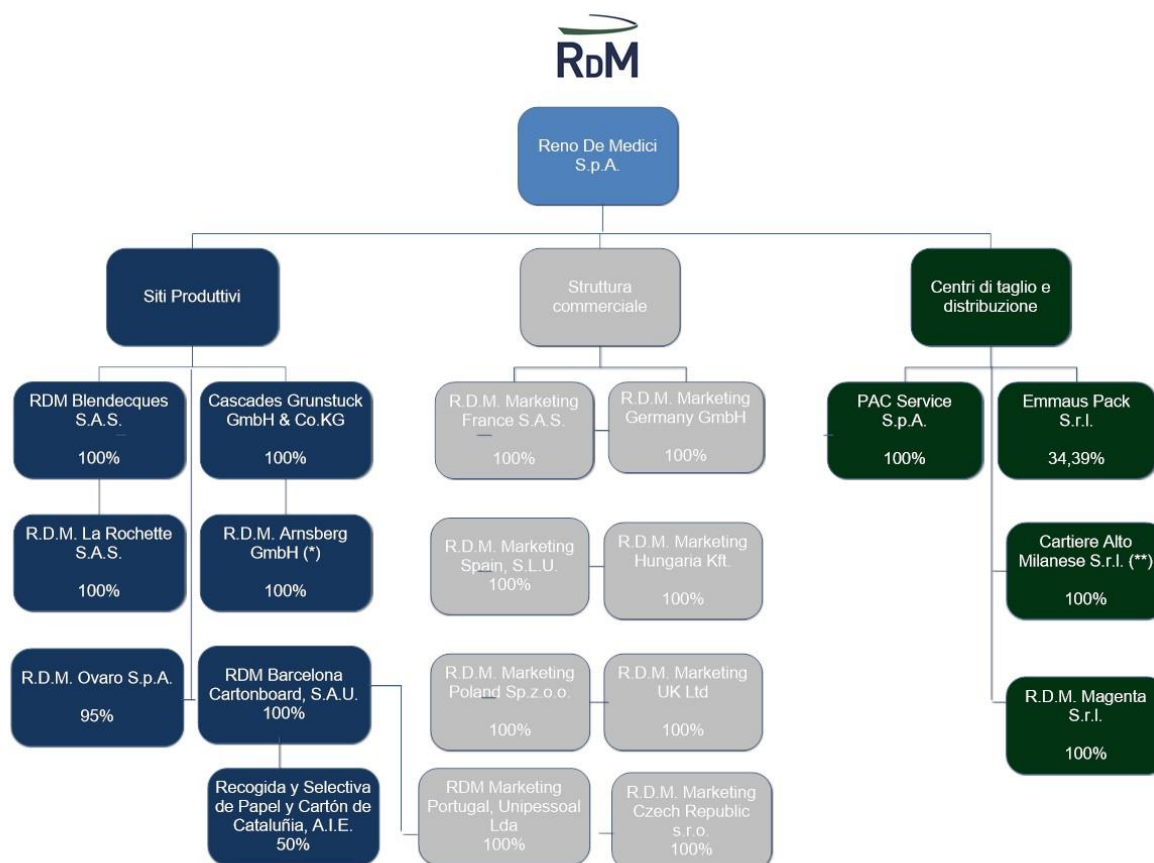 RDM
Reno De Medici
S.p.A.
Siti Produttivi
Struttura
commerciale
Centri di taglio e
distribuzione
RDM Blendecques
S.A.S.
100%
Cascades Grunstuck
GmbH & Co.KG
100%
R.D.M. Marketing
France S.A.S.
100%
R.D.M. Marketing
Germany GmbH
100%
PAC Service
S.p.A.
100%
Emmaus Pack
S.r.l.
34,39%
R.D.M. La Rochette
S.A.S.
100%
R.D.M. Arnsberg
GmbH (*)
100%
R.D.M. Marketing
Spain, S.L.U.
100%
R.D.M. Marketing
Hungaria Kft.
100%
Cartiere Alto
Milanese S.r.l. (**)
100%
R.D.M. Ovaro S.p.A.
95%
RDM Barcelona
Cartonboard, S.A.U.
100%
R.D.M. Marketing
Poland Sp.z.o.o.
100%
R.D.M. Marketing
UK Ltd
100%
R.D.M. Magenta
S.r.l.
100%
Recogida y Selectiva
de Papel y Cartón de
Cataluñia, A.I.E.
50%
RDM Marketing
Portugal, Unipessoal
Lda
100%
R.D.M. Marketing
Czech Republic
s.r.o.
100%